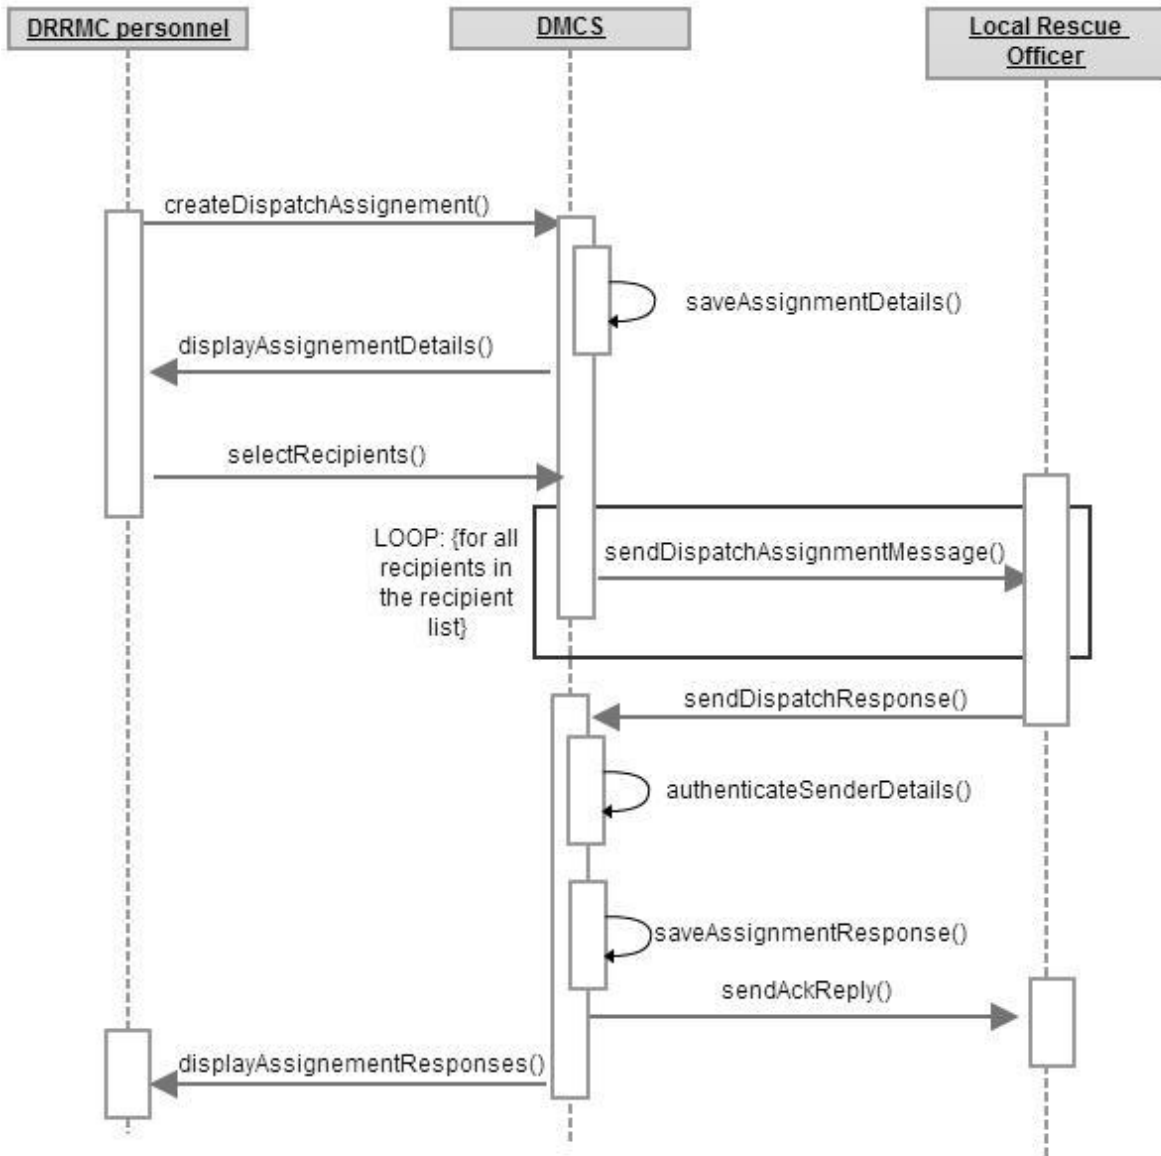 DRRMC personnel
DMCS
Local Rescue
Officer
createDispatchAssignement()
saveAssignmentDetails()
displayAssignementDetails()
selectRecipients()
LOOP: {for all
recipients in
the recipient
list}
sendDispatchAssignmentMessage()
sendDispatchResponse()
authenticateSenderDetails()
saveAssignmentResponse()
sendAckReply()
displayAssignementResponses()